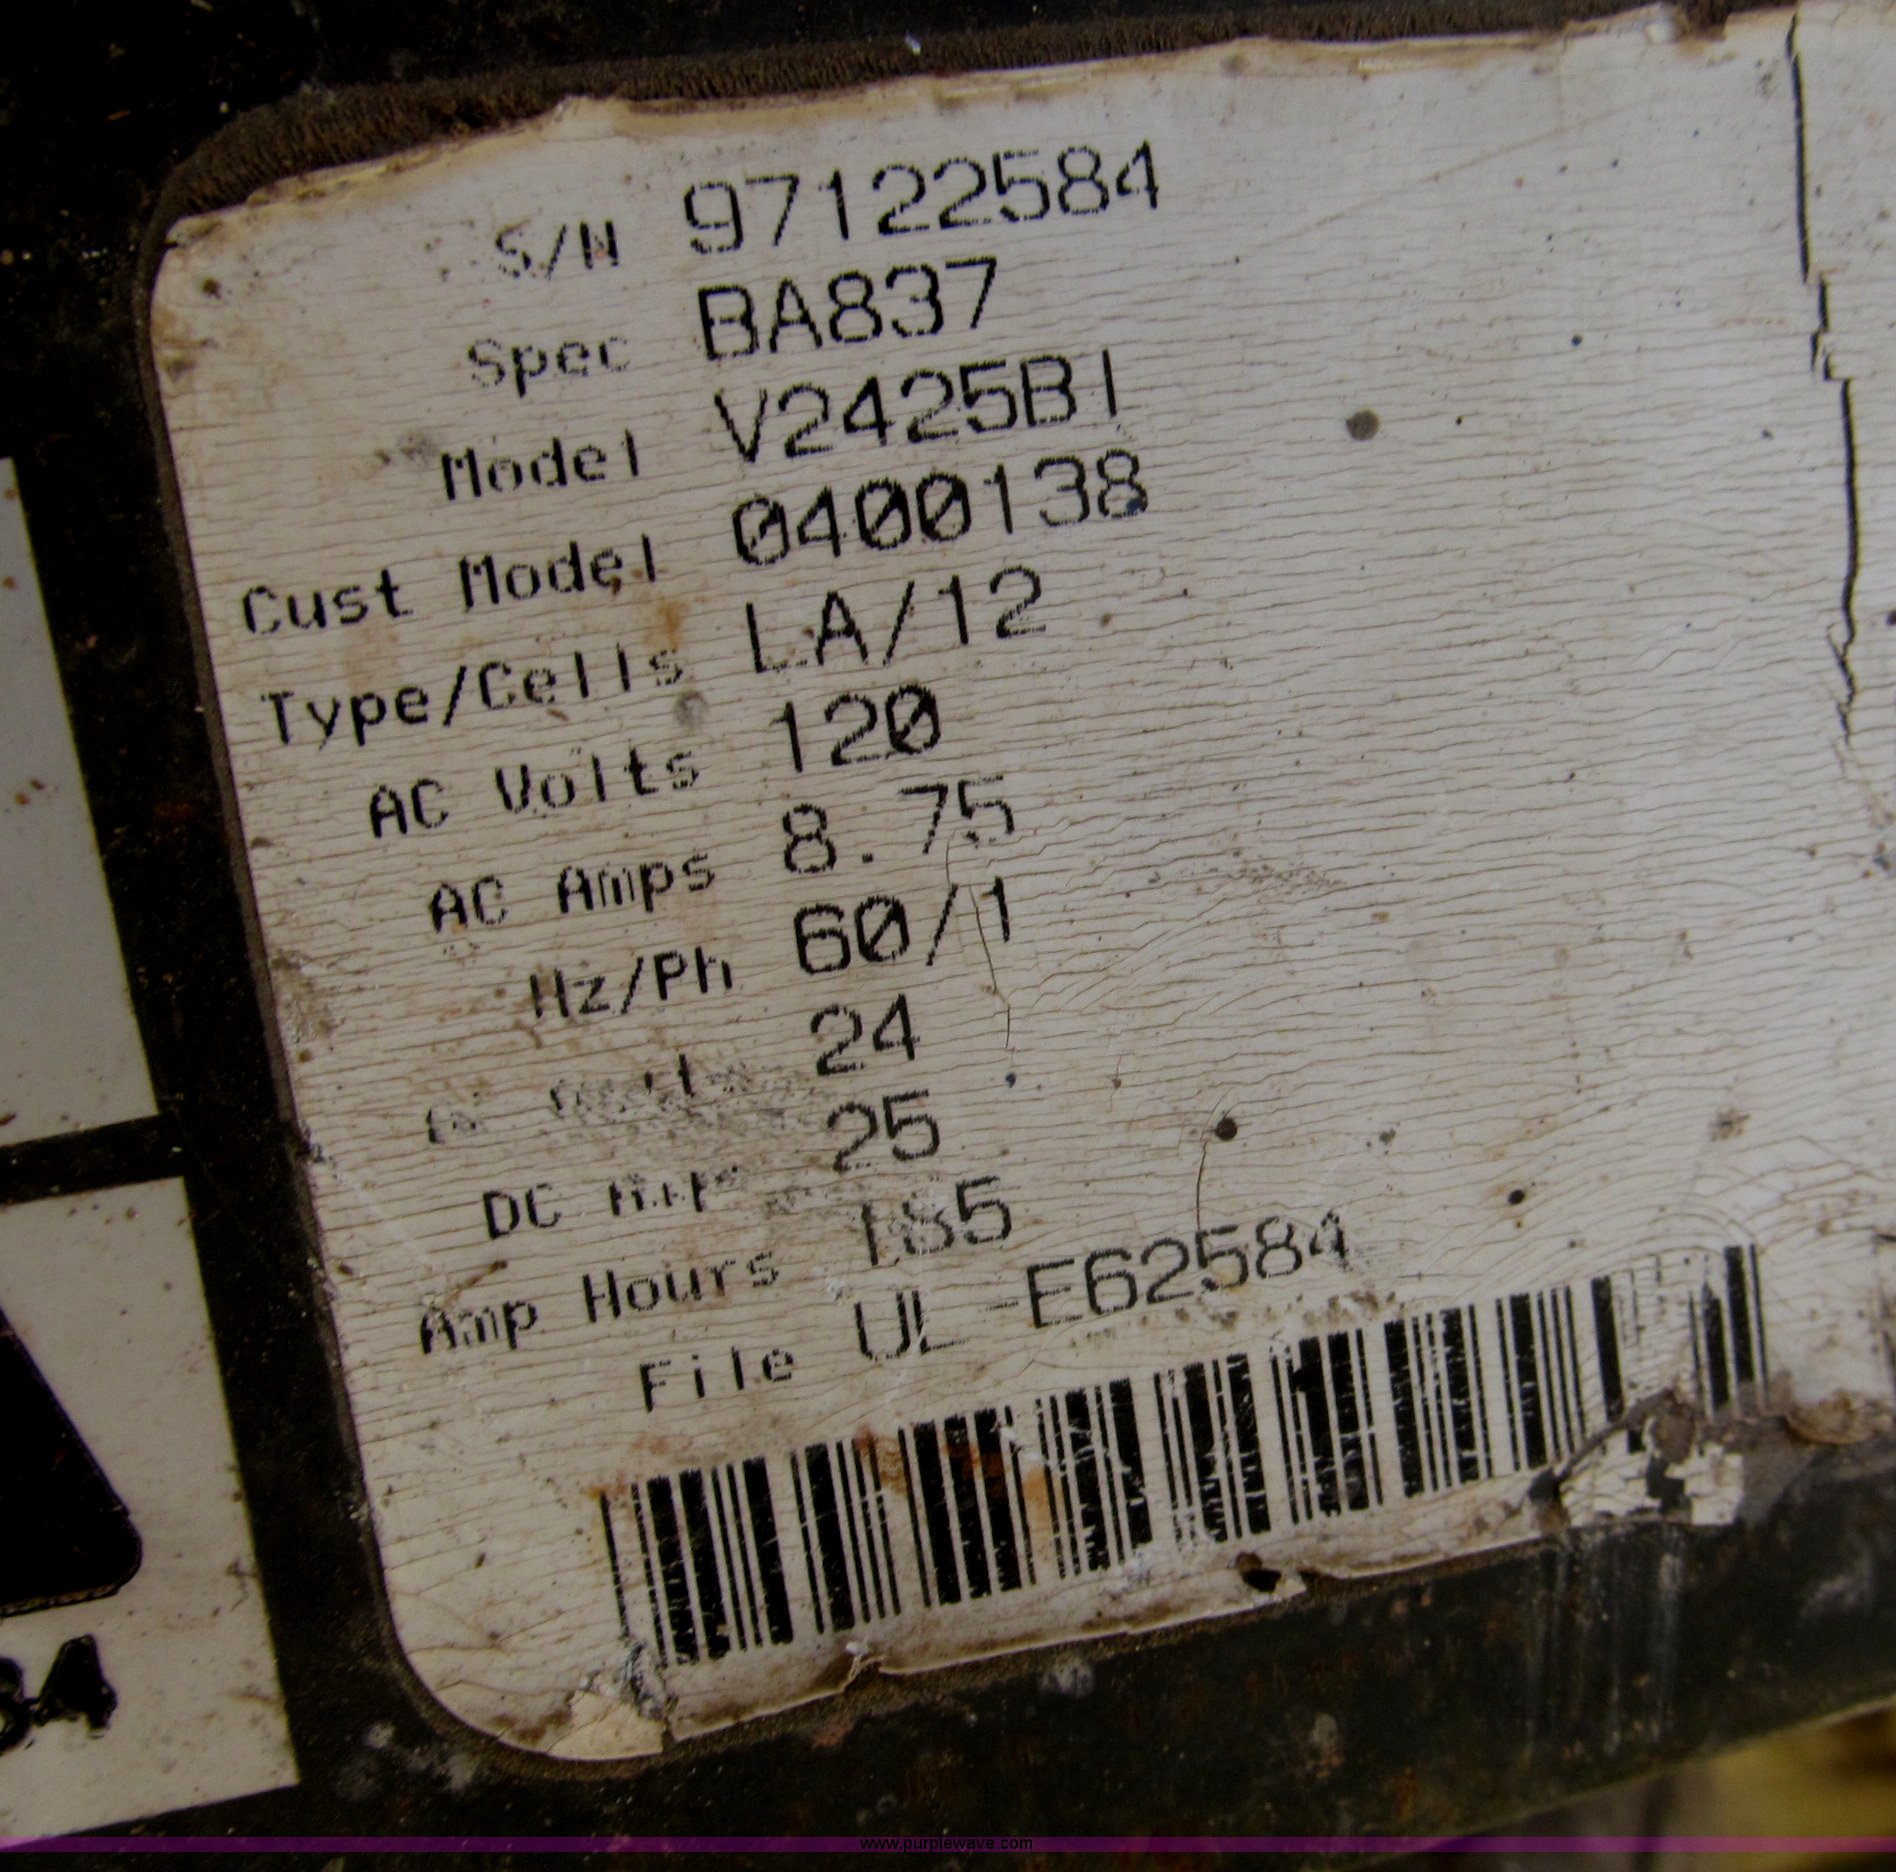 S/N 97122584
Spec BA837
Model V2425B1
Cust Model 0400138
Type/Cells LA/12
AC Volts 120
AC Amps 8.75
Hz/Ph 60/1
24
DC 25
Amp Hours 185
File UL -E62584
www.purplewave.com